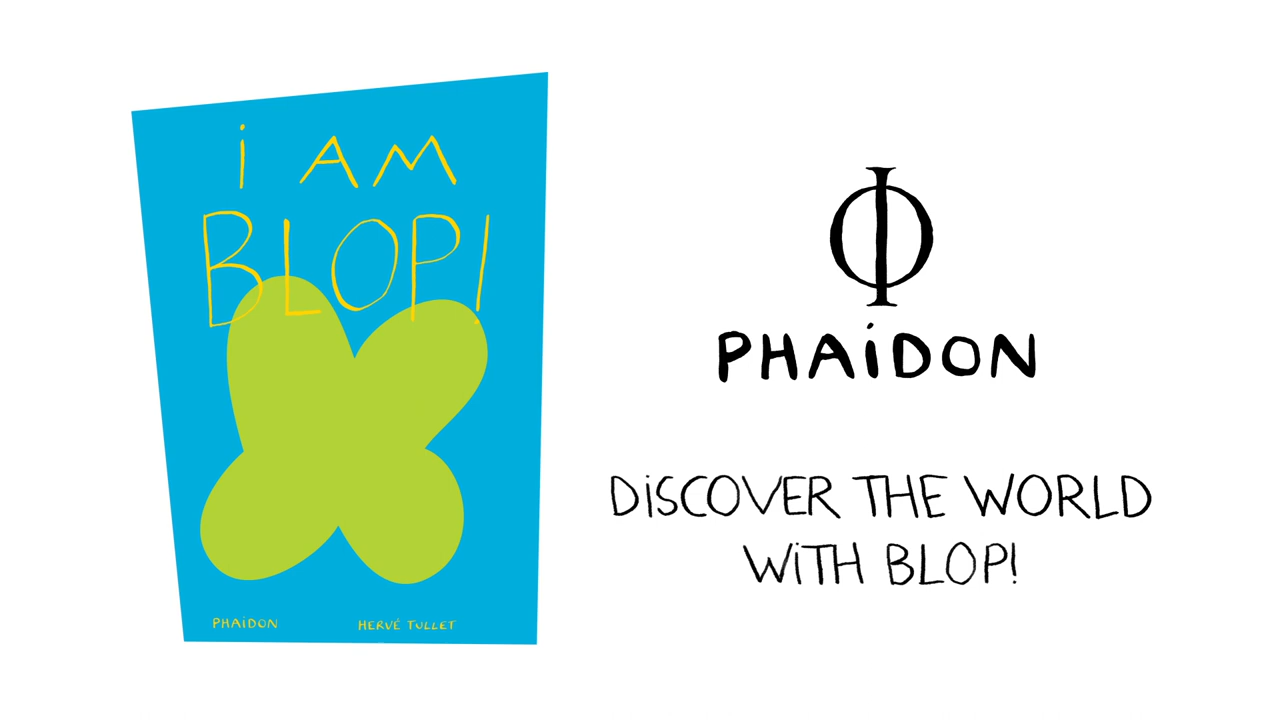 i AM
BLOP!
PHAiDON HERVÉ TULLET
Φ
PHAiDON
DiSCOVER THE WORLD
WiTH BLOP!